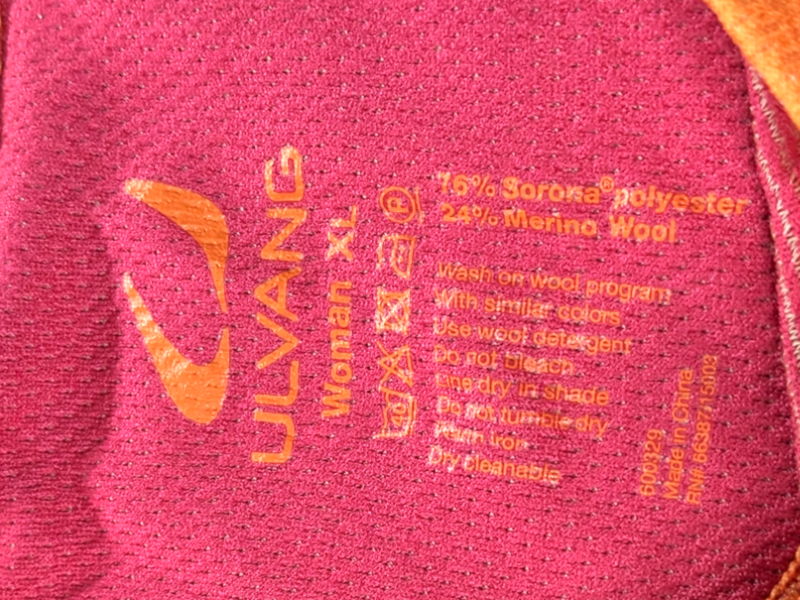 ULVANG
Woman XL
40
P
76% Sorona® polyester
24% Merino Wool
Wash on wool program
With similar colors
Use wool detergent
Do not bleach
Line dry in shade
Do not tumble dry
Warm iron
Dry cleanable
600329
Made in China
RN#